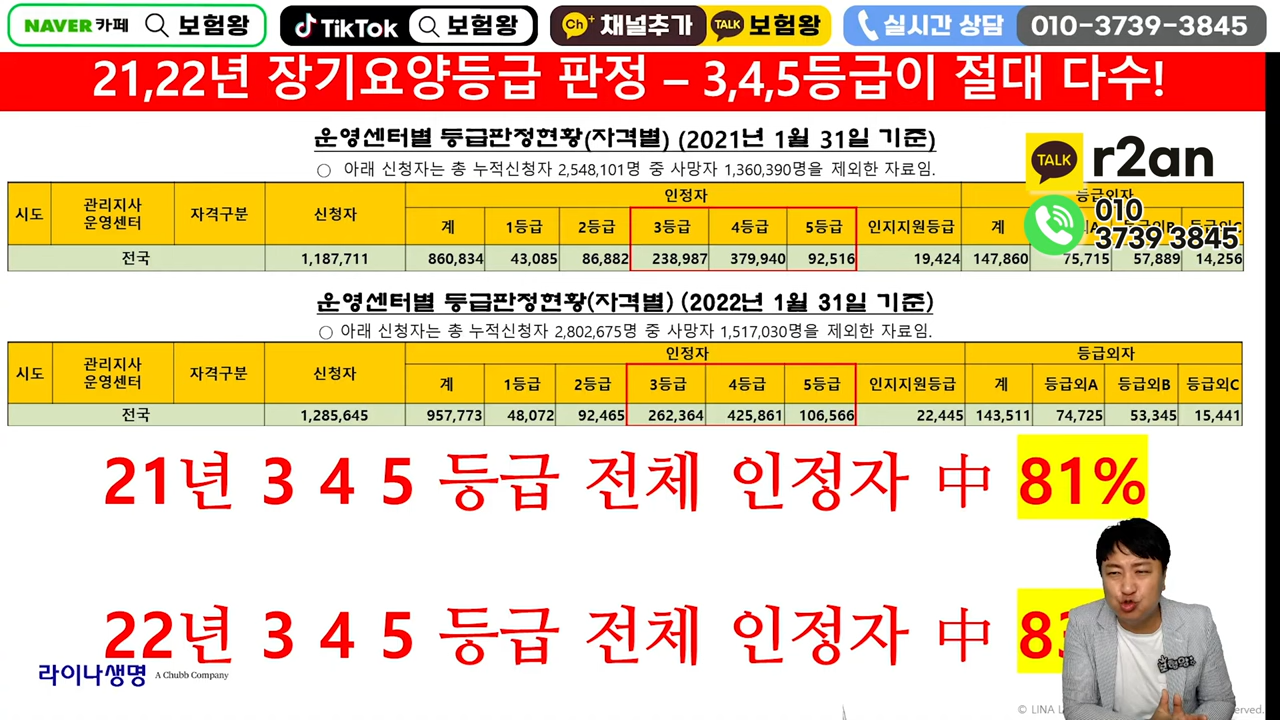 NAVER 카페 보험왕 TikTok 보험왕 Ch+ 채널추가 TALK 보험왕 실시간 상담 010-3739-3845
21,22년 장기요양등급 판정 – 3,4,5등급이 절대 다수!
운영센터별 등급판정현황(자격별) (2021년 1월 31일 기준)
○ 아래 신청자는 총 누적신청자 2,548,101명 중 사망자 1,360,390명을 제외한 자료임.
TALK r2an
010
3739 3845
시도 관리지사 운영센터 자격구분 신청자 인정자 등급외자
계 1등급 2등급 3등급 4등급 5등급 인지지원등급 계
전국 1,187,711 860,834 43,085 86,882 238,987 379,940 92,516 19,424 147,860 75,715 57,889 14,256
운영센터별 등급판정현황(자격별) (2022년 1월 31일 기준)
○ 아래 신청자는 총 누적신청자 2,802,675명 중 사망자 1,517,030명을 제외한 자료임.
시도 관리지사 운영센터 자격구분 신청자 인정자 등급외자
계 1등급 2등급 3등급 4등급 5등급 인지지원등급 계 등급외A 등급외B 등급외C
전국 1,285,645 957,773 48,072 92,465 262,364 425,861 106,566 22,445 143,511 74,725 53,345 15,441
21년 3 4 5 등급 전체 인정자 中 81%
22년 3 4 5 등급 전체 인정자 中
라이나생명 A Chubb Company
© LINA